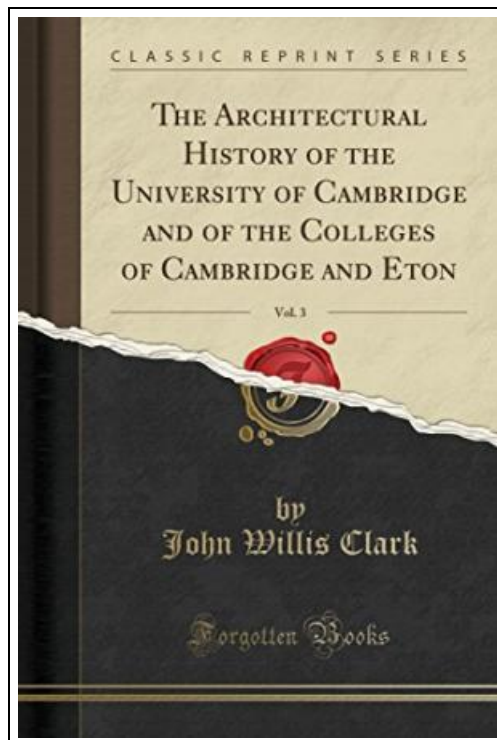 CLASSIC REPRINT SERIES
THE ARCHITECTURAL
HISTORY OF THE
UNIVERSITY OF CAMBRIDGE
AND OF THE COLLEGES
OF CAMBRIDGE AND ETON
Vol. 3
by
John Willis Clark
Forgotten Books